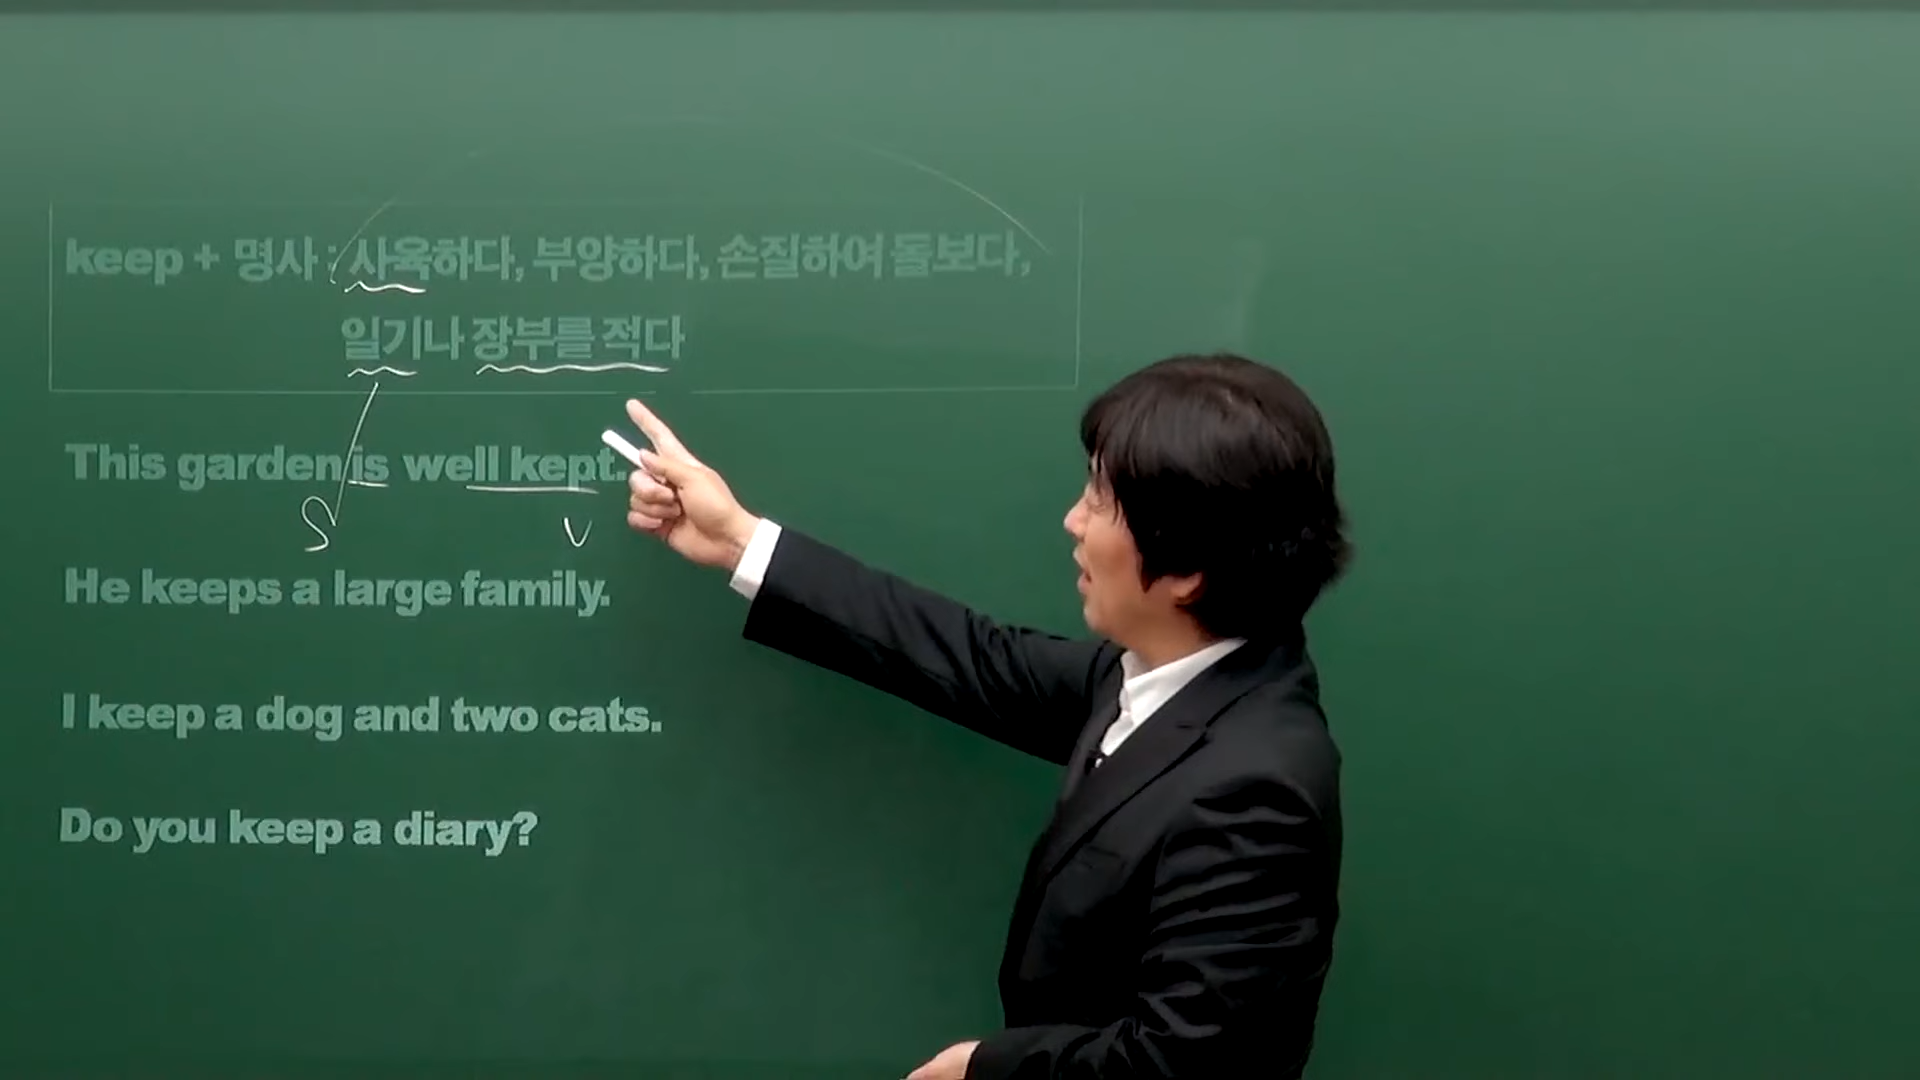 keep + 명사 : 사육하다, 부양하다, 손질하여 돌보다,
일기나 장부를 적다
This garden is well kept.
S V
He keeps a large family.
I keep a dog and two cats.
Do you keep a diary?